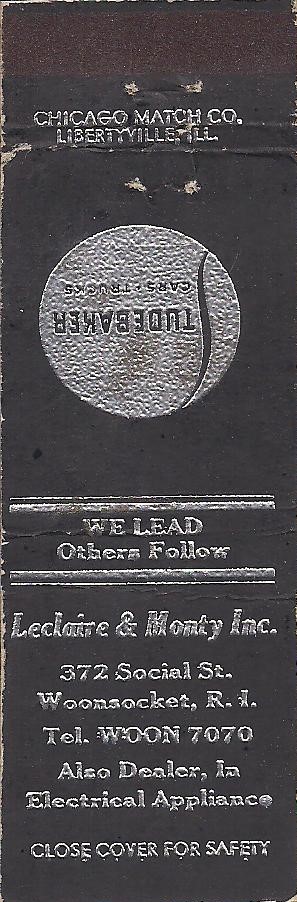 CHICAGO MATCH CO.
LIBERTYVILLE, ILL.
STUDEBAKER
CARS • TRUCKS
WE LEAD
Others Follow
Leclaire & Monty Inc.
372 Social St.
Woonsocket, R. I.
Tel. WOON 7070
Also Dealer, In
Electrical Appliance
CLOSE COVER FOR SAFETY